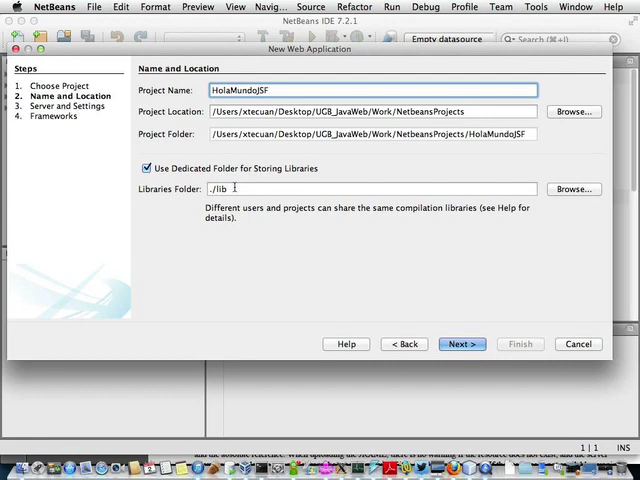 NetBeans File Edit View Navi... Source Refactor Run Debug Profile Team Tools Window Help
NetBeans IDE 7.2.1
Empty datasource
Search (⌘+I)
New Web Application
Steps
Name and Location
1. Choose Project
2. Name and Location
3. Server and Settings
4. Frameworks
Project Name: HolaMundoJSF
Project Location: /Users/xtecuan/Desktop/UGB_JavaWeb/Work/NetbeansProjects Browse...
Project Folder: /Users/xtecuan/Desktop/UGB_JavaWeb/Work/NetbeansProjects/HolaMundoJSF
Use Dedicated Folder for Storing Libraries
Libraries Folder: ./lib Browse...
Different users and projects can share the same compilation libraries (see Help for
details).
Help < Back Next > Finish Cancel
1 | 1 INS